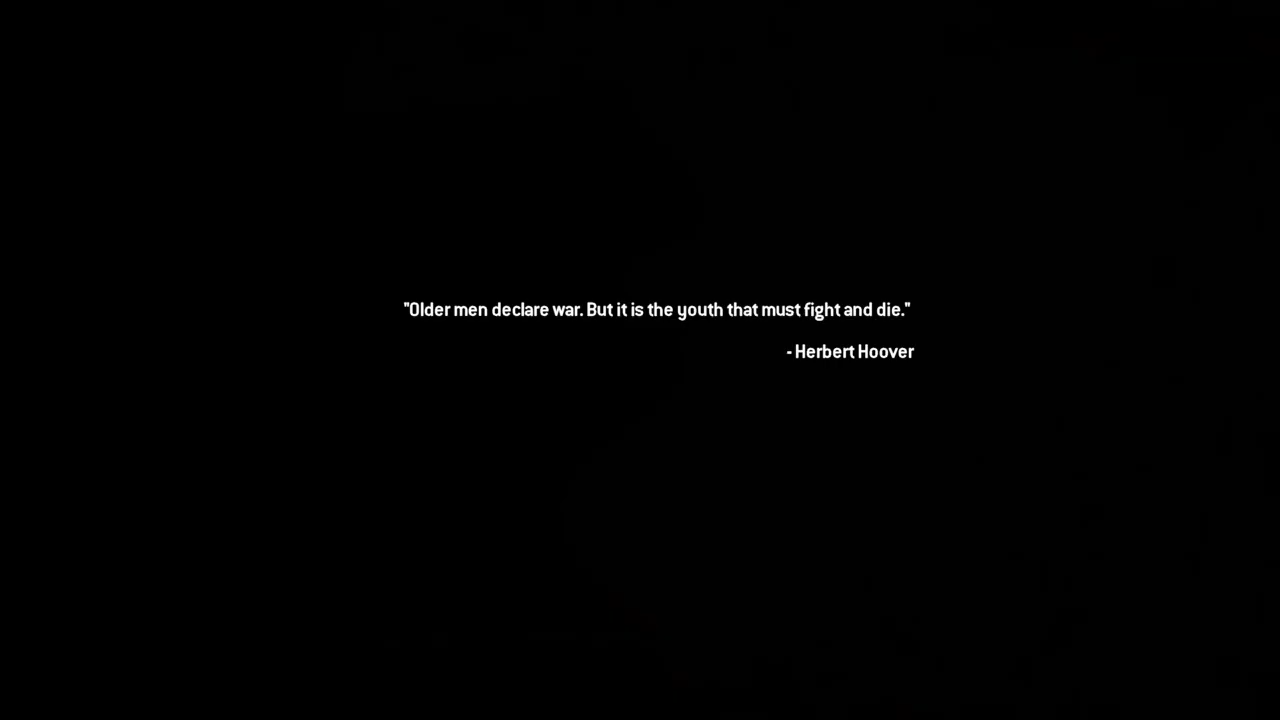 "Older men declare war. But it is the youth that must fight and die."
- Herbert Hoover